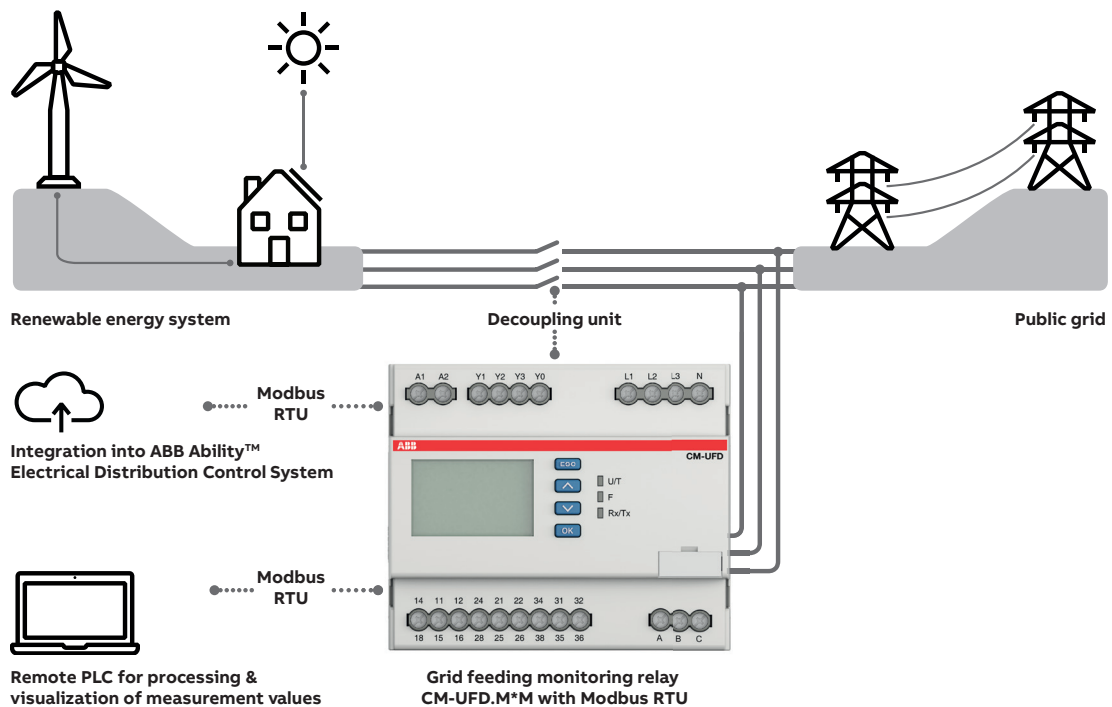 Renewable energy system
Decoupling unit
Public grid
Modbus
RTU
Integration into ABB Ability™
Electrical Distribution Control System
A1 A2 Y1 Y2 Y3 Y0 L1 L2 L3 N
ABB
CM-UFD
ESC
U/T
F
Rx/Tx
OK
Modbus
RTU
14 11 12 24 21 22 34 31 32
18 15 16 28 25 26 38 35 36
A B C
Remote PLC for processing &
visualization of measurement values
Grid feeding monitoring relay
CM-UFD.M*M with Modbus RTU